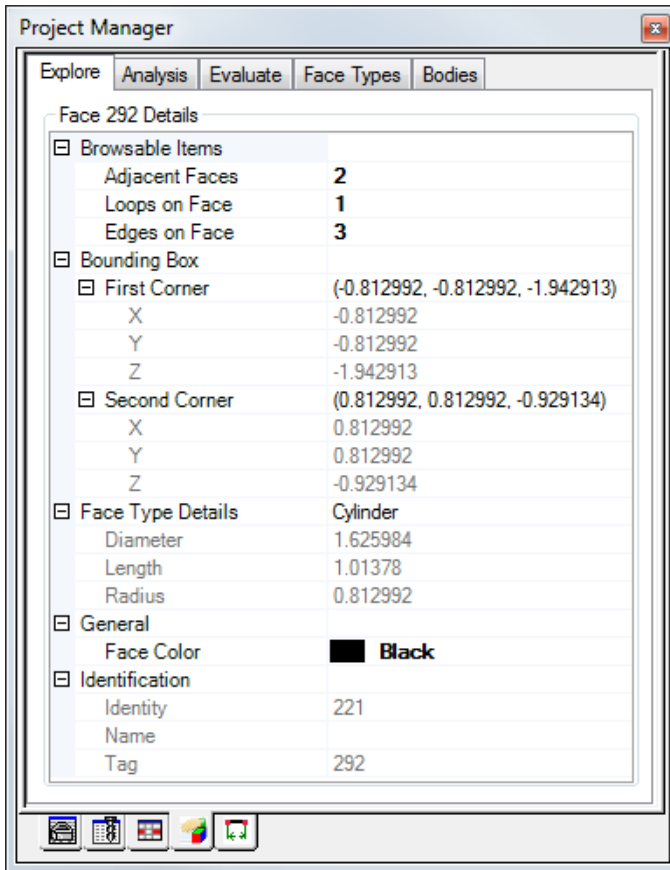 Project Manager
Explore Analysis Evaluate Face Types Bodies
Face 292 Details
Browsable Items
Adjacent Faces 2
Loops on Face 1
Edges on Face 3
Bounding Box
First Corner (-0.812992, -0.812992, -1.942913)
X -0.812992
Y -0.812992
Z -1.942913
Second Corner (0.812992, 0.812992, -0.929134)
X 0.812992
Y 0.812992
Z -0.929134
Face Type Details Cylinder
Diameter 1.625984
Length 1.01378
Radius 0.812992
General
Face Color Black
Identification
Identity 221
Name
Tag 292